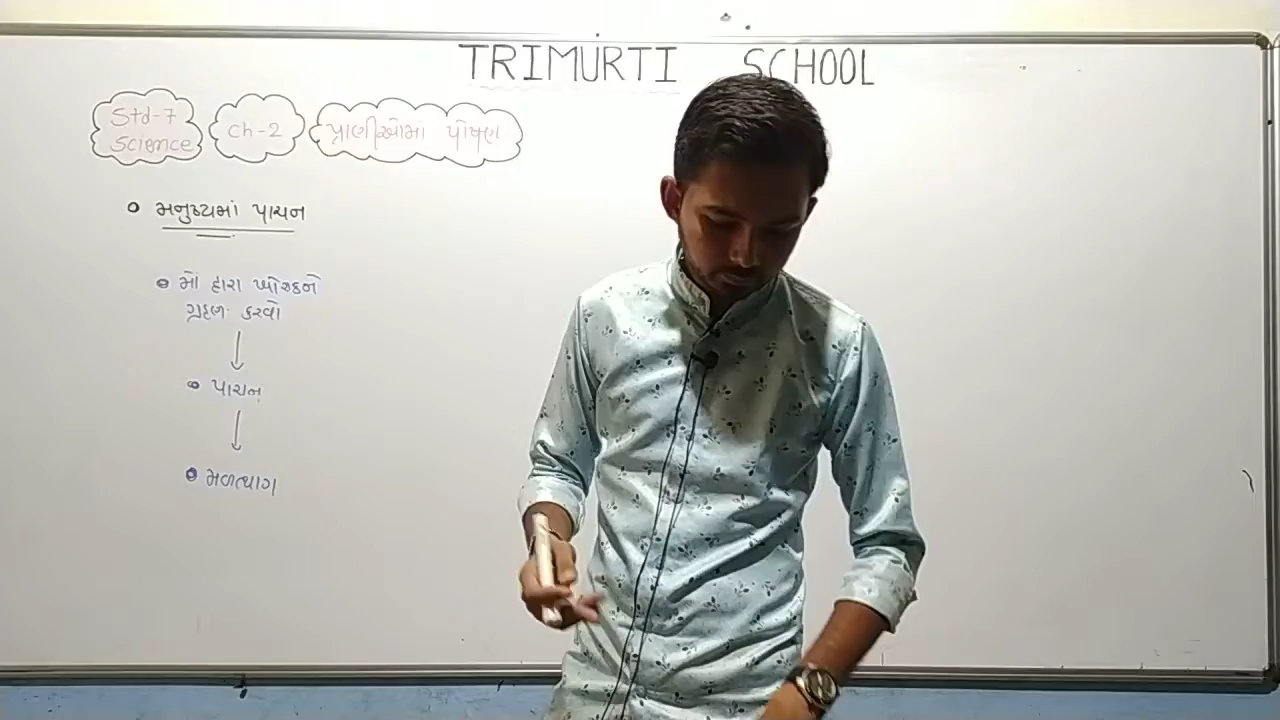 TRIMURTI SCHOOL
Std-7
Science
Ch-2
પ્રાણીઓમાં પોષણ
મનુષ્યમાં પાચન
મોં દ્વારા ખોરાકને
ગ્રહણ કરવો
↓
પાચન
↓
મળત્યાગ